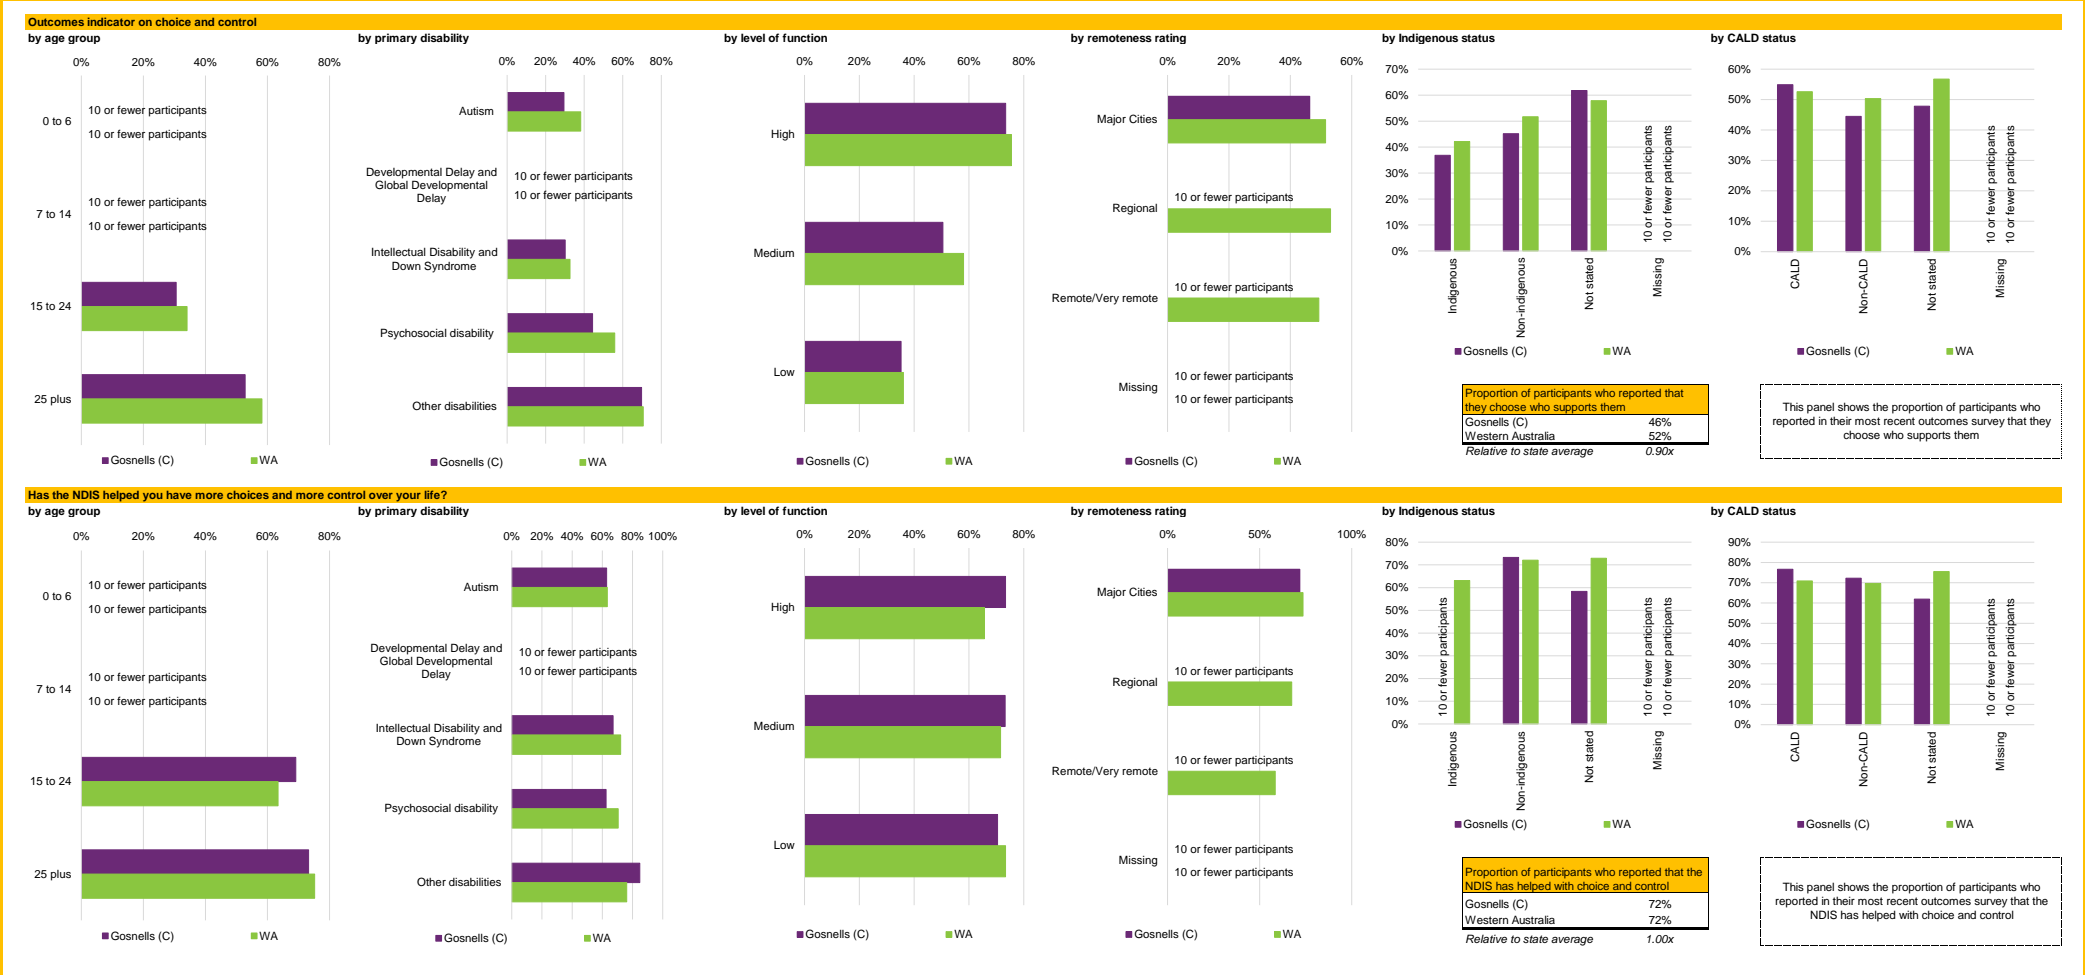 Outcomes indicator on choice and control
by age group
0% 20% 40% 60% 80%
0 to 6
10 or fewer participants
10 or fewer participants
7 to 14
10 or fewer participants
10 or fewer participants
15 to 24
25 plus
Gosnells (C) WA
by primary disability
0% 20% 40% 60% 80%
Autism
Developmental Delay and
Global Developmental
Delay
10 or fewer participants
10 or fewer participants
Intellectual Disability and
Down Syndrome
Psychosocial disability
Other disabilities
Gosnells (C) WA
by level of function
0% 20% 40% 60% 80%
High
Medium
Low
Gosnells (C) WA
by remoteness rating
0% 20% 40% 60%
Major Cities
Regional
10 or fewer participants
Remote/Very remote
10 or fewer participants
Missing
10 or fewer participants
10 or fewer participants
Gosnells (C) WA
by Indigenous status
70%
60%
50%
40%
30%
20%
10%
0%
10 or fewer participants
10 or fewer participants
Indigenous
Non-indigenous
Not stated
Missing
Gosnells (C) WA
by CALD status
60%
50%
40%
30%
20%
10%
0%
10 or fewer participants
10 or fewer participants
CALD
Non-CALD
Not stated
Missing
Gosnells (C) WA
Proportion of participants who reported that
they choose who supports them
Gosnells (C) 46%
Western Australia 52%
Relative to state average 0.90x
This panel shows the proportion of participants who
reported in their most recent outcomes survey that they
choose who supports them
Has the NDIS helped you have more choices and more control over your life?
by age group
0% 20% 40% 60% 80%
0 to 6
10 or fewer participants
10 or fewer participants
7 to 14
10 or fewer participants
10 or fewer participants
15 to 24
25 plus
Gosnells (C) WA
by primary disability
0% 20% 40% 60% 80% 100%
Autism
Developmental Delay and
Global Developmental
Delay
10 or fewer participants
10 or fewer participants
Intellectual Disability and
Down Syndrome
Psychosocial disability
Other disabilities
Gosnells (C) WA
by level of function
0% 20% 40% 60% 80%
High
Medium
Low
Gosnells (C) WA
by remoteness rating
0% 50% 100%
Major Cities
Regional
10 or fewer participants
Remote/Very remote
10 or fewer participants
Missing
10 or fewer participants
10 or fewer participants
Gosnells (C) WA
by Indigenous status
80%
70%
60%
50%
40%
30%
20%
10%
0%
10 or fewer participants
10 or fewer participants
10 or fewer participants
Indigenous
Non-indigenous
Not stated
Missing
Gosnells (C) WA
by CALD status
90%
80%
70%
60%
50%
40%
30%
20%
10%
0%
10 or fewer participants
10 or fewer participants
CALD
Non-CALD
Not stated
Missing
Gosnells (C) WA
Proportion of participants who reported that the
NDIS has helped with choice and control
Gosnells (C) 72%
Western Australia 72%
Relative to state average 1.00x
This panel shows the proportion of participants who
reported in their most recent outcomes survey that the
NDIS has helped with choice and control